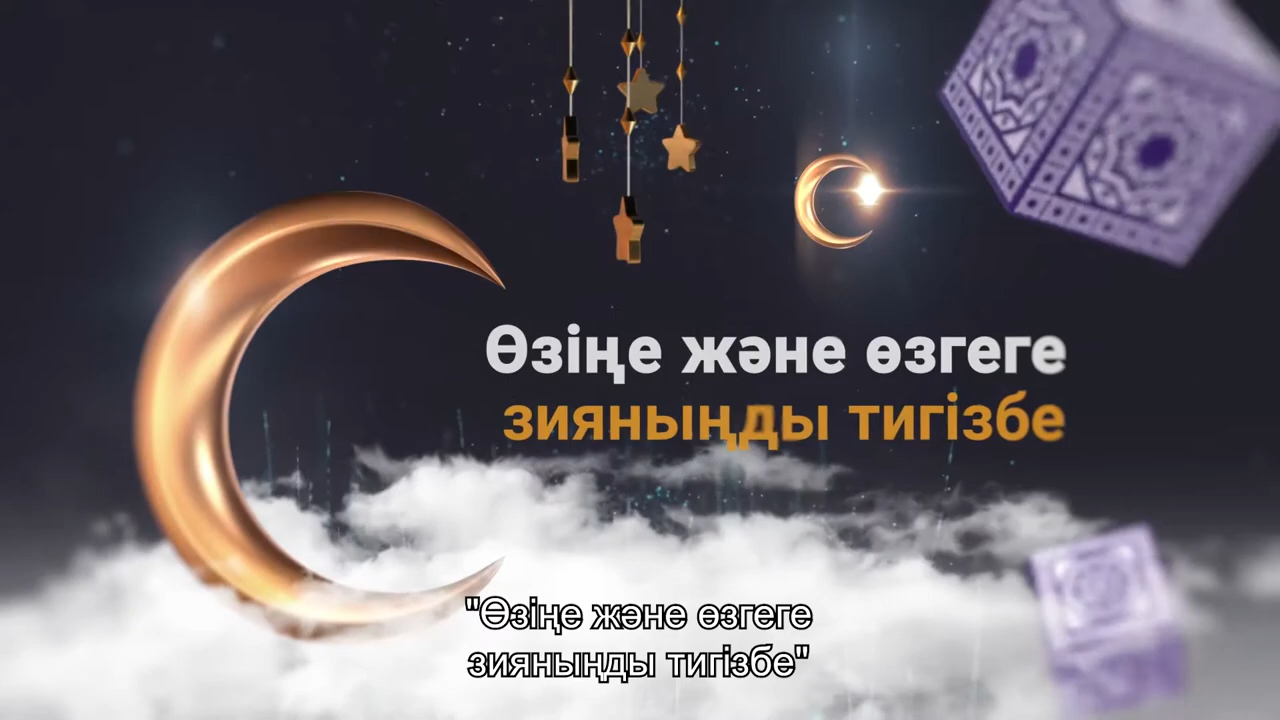 Өзіңе және өзгеге
зияныңды тигізбе
"Өзіңе және өзгеге
зияныңды тигізбе"